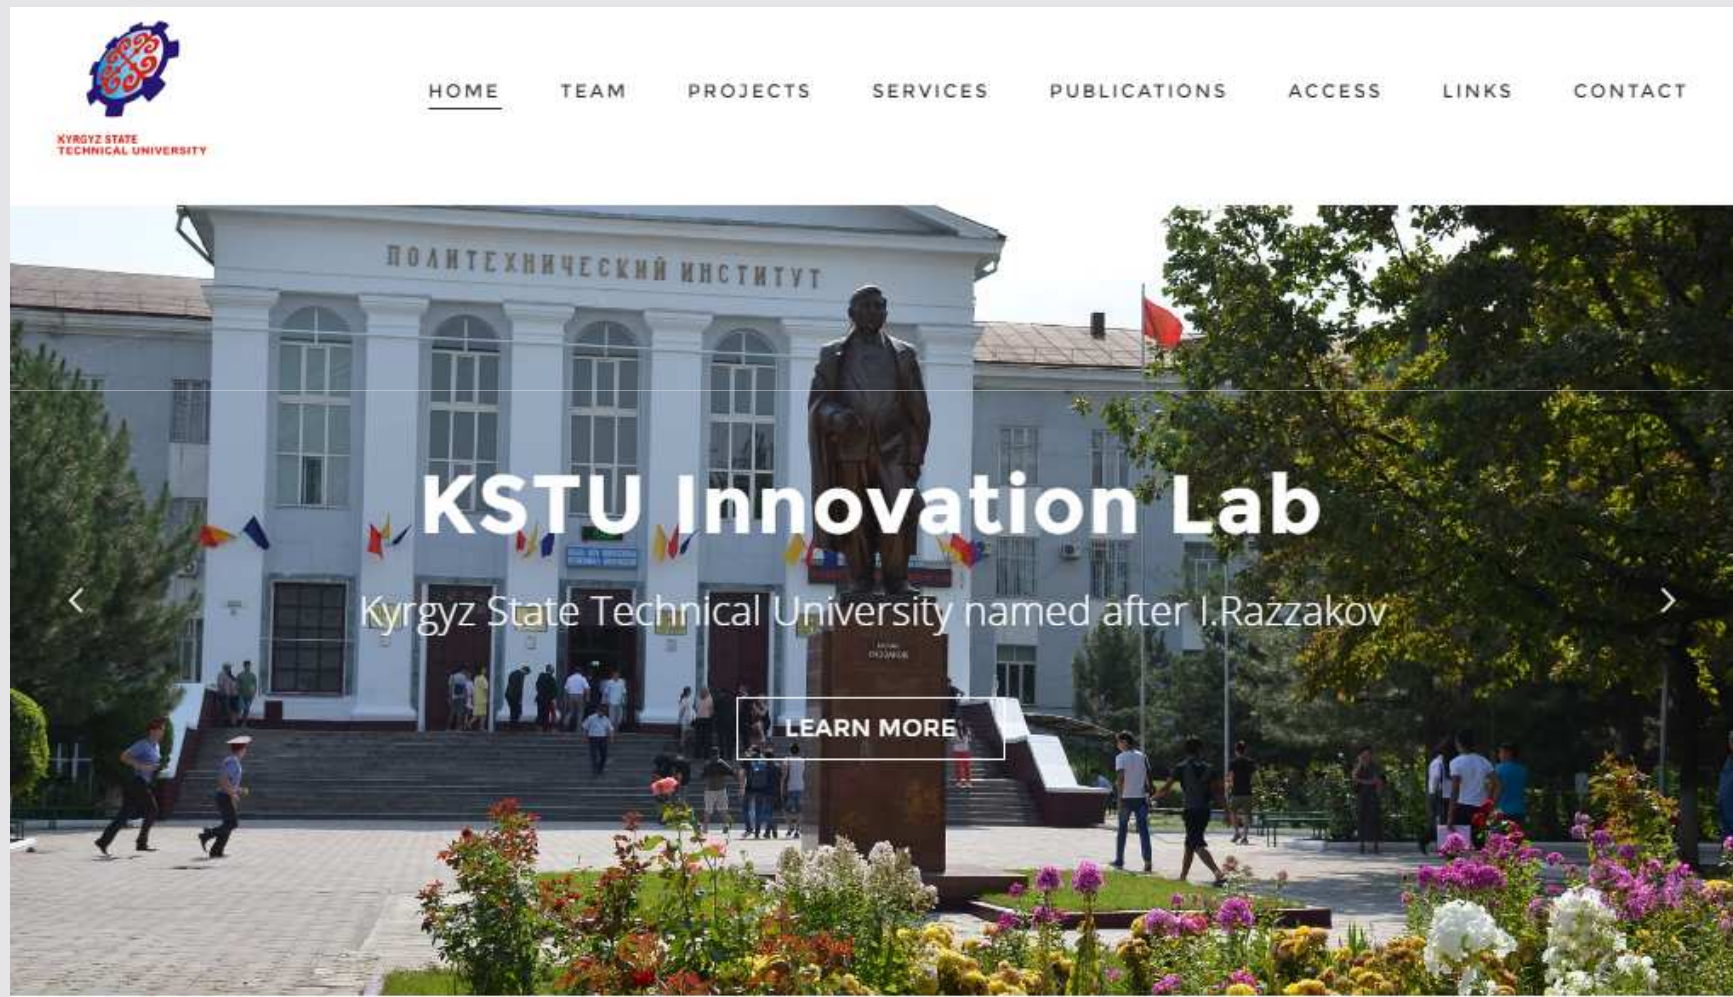 KYRGYZ STATE
TECHNICAL UNIVERSITY
HOME TEAM PROJECTS SERVICES PUBLICATIONS ACCESS LINKS CONTACT
ПОЛИТЕХНИЧЕСКИЙ ИНСТИТУТ
KSTU Innovation Lab
Kyrgyz State Technical University named after I.Razzakov
LEARN MORE